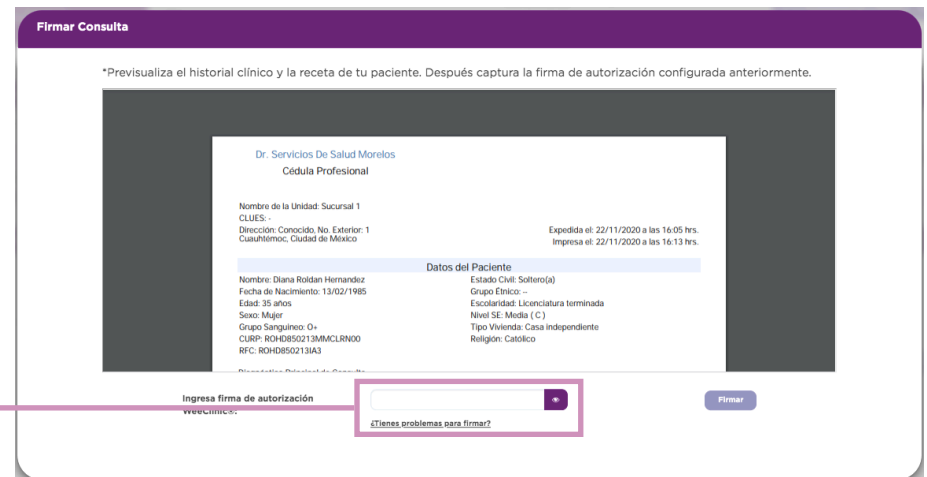 Firmar Consulta
*Previsualiza el historial clínico y la receta de tu paciente. Después captura la firma de autorización configurada anteriormente.
Dr. Servicios De Salud Morelos
Cédula Profesional
Nombre de la Unidad: Sucursal 1
CLUES: -
Dirección: Conocido, No. Exterior: 1
Cuauhtémoc, Ciudad de México
Expedida el: 22/11/2020 a las 16:05 hrs.
Impresa el: 22/11/2020 a las 16:13 hrs.
Datos del Paciente
Nombre: Diana Roldan Hernandez
Estado Civil: Soltero(a)
Fecha de Nacimiento: 13/02/1985
Grupo Étnico: --
Edad: 35 años
Escolaridad: Licenciatura terminada
Sexo: Mujer
Nivel SE: Media ( C )
Grupo Sanguineo: O+
Tipo Vivienda: Casa independiente
CURP: ROHD850213MMCLRN00
Religión: Católico
RFC: ROHD850213IA3
Diagnóstico Principal de Consulta
Ingresa firma de autorización
WeeClinic®:
¿Tienes problemas para firmar?
Firmar